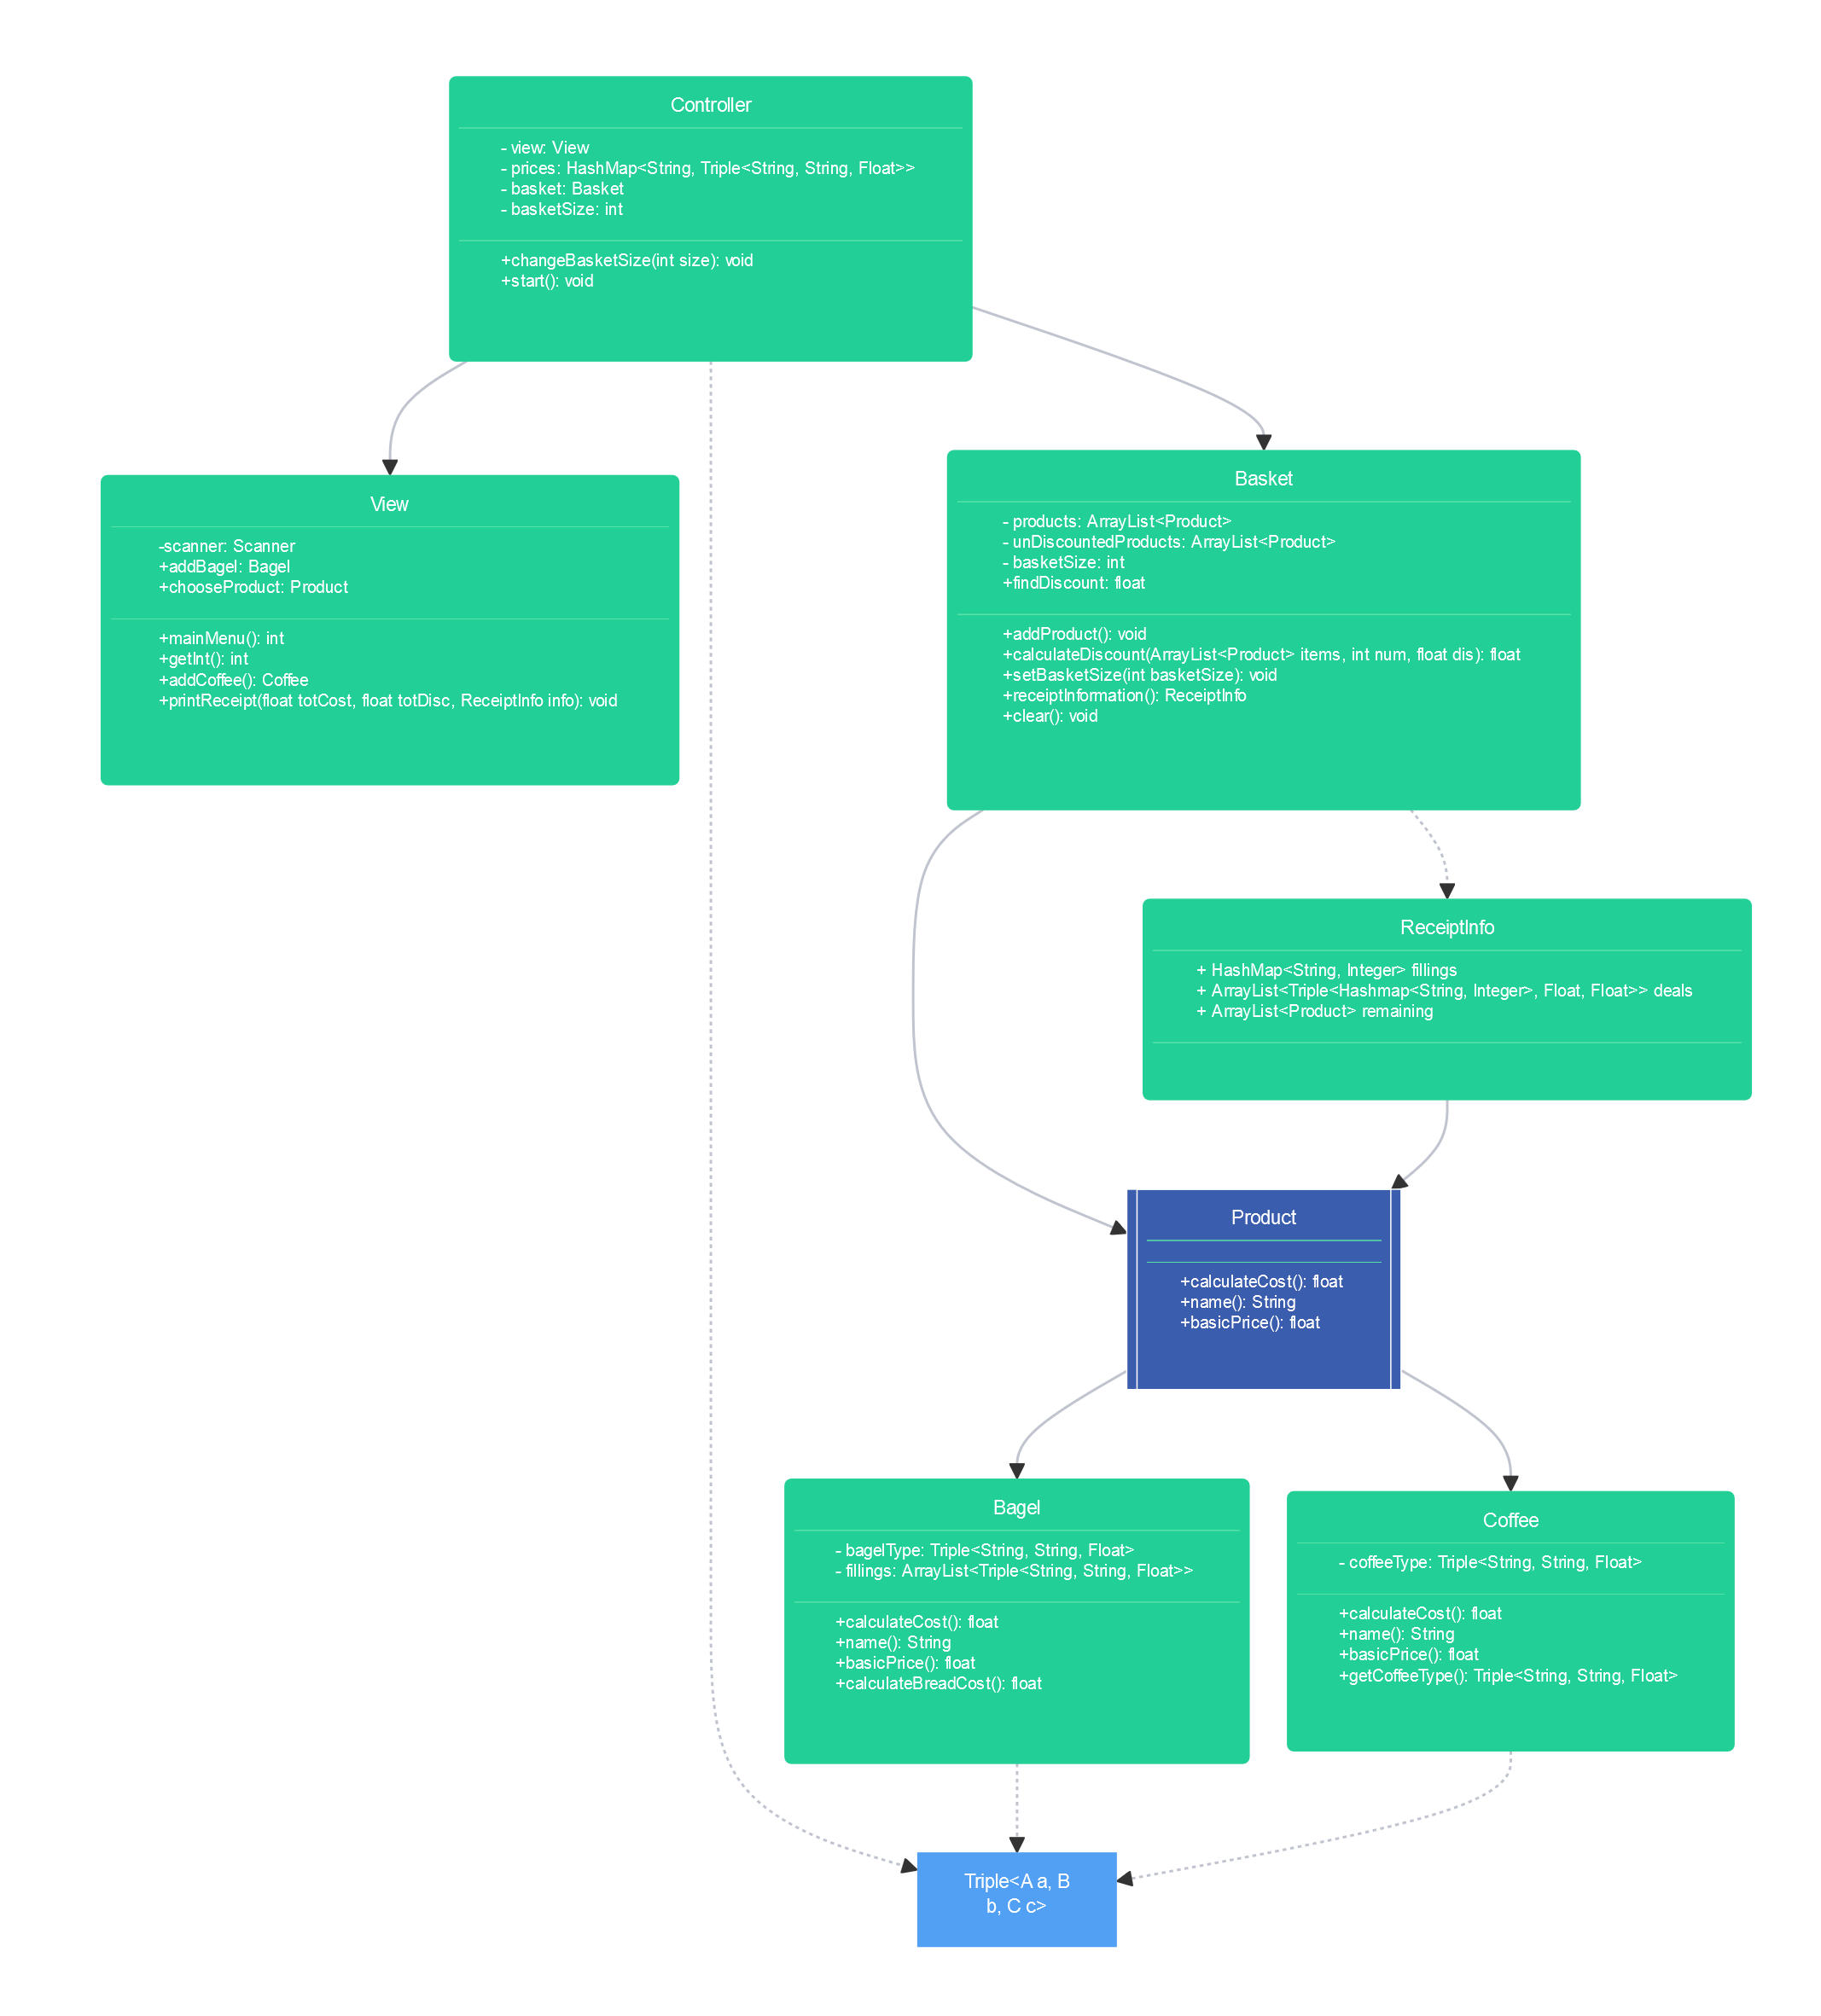 Controller
- view: View
- prices: HashMap<String, Triple<String, String, Float>>
- basket: Basket
- basketSize: int
+changeBasketSize(int size): void
+start(): void
View
-scanner: Scanner
+addBagel: Bagel
+chooseProduct: Product
+mainMenu(): int
+getInt(): int
+addCoffee(): Coffee
+printReceipt(float totCost, float totDisc, ReceiptInfo info): void
Basket
- products: ArrayList<Product>
- unDiscountedProducts: ArrayList<Product>
- basketSize: int
+findDiscount: float
+addProduct(): void
+calculateDiscount(ArrayList<Product> items, int num, float dis): float
+setBasketSize(int basketSize): void
+receiptInformation(): ReceiptInfo
+clear(): void
ReceiptInfo
+ HashMap<String, Integer> fillings
+ ArrayList<Triple<Hashmap<String, Integer>, Float, Float>> deals
+ ArrayList<Product> remaining
Product
+calculateCost(): float
+name(): String
+basicPrice(): float
Bagel
- bagelType: Triple<String, String, Float>
- fillings: ArrayList<Triple<String, String, Float>>
+calculateCost(): float
+name(): String
+basicPrice(): float
+calculateBreadCost(): float
Coffee
- coffeeType: Triple<String, String, Float>
+calculateCost(): float
+name(): String
+basicPrice(): float
+getCoffeeType(): Triple<String, String, Float>
Triple<A a, B
b, C c>